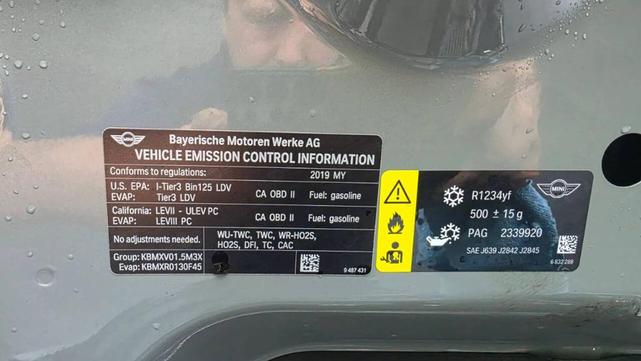 MINI
Bayerische Motoren Werke AG
VEHICLE EMISSION CONTROL INFORMATION
Conforms to regulations: 2019 MY
U.S. EPA: I-Tier3 Bin125 LDV CA OBD II Fuel: gasoline
EVAP: Tier3 LDV
California: LEVII - ULEV PC CA OBD II Fuel: gasoline
EVAP: LEVIII PC
No adjustments needed. WU-TWC, TWC, WR-HO2S,
HO2S, DFI, TC, CAC
Group: KBMXV01.5M3X
Evap: KBMXR0130F45
9 487 431
MINI
R1234yf
500 ± 15 g
PAG 2339920
SAE J639 J2842 J2845
6 832 288